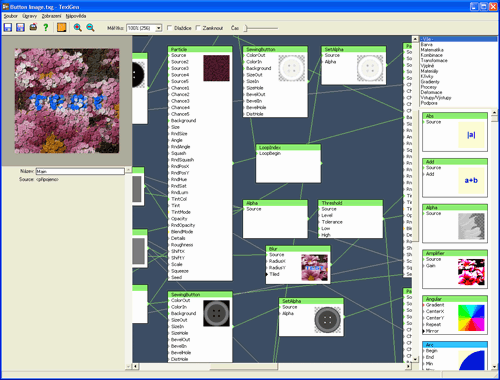 Button Image.txg - TextGen
Soubor Úpravy Zobrazení Nápověda
Měřítko: 100% (256) Dlaždice Zamknout Čas:
Název: Main
Source: <připojeno>
Particle
Source
Source2
Source3
Source4
Source5
Chance1
Chance2
Chance3
Chance4
Chance5
Background
Size
RndSize
Angle
RndAngle
Squash
RndSquash
RndPosX
RndPosY
RndHue
RndSat
RndLum
TintCol
Tint
TintMode
Opacity
RndOpacity
BlendMode
Details
Roughness
ShiftX
ShiftY
Scale
Squeeze
Seed
SewingButton
ColorOut
ColorIn
Background
SizeOut
SizeIn
SizeHole
BevelOut
BevelIn
BevelHole
DistHole
SetAlpha
Source
Alpha
LoopIndex
LoopBegin
Alpha
Source
Threshold
Source
Level
Tolerance
Low
High
Blur
Source
RadiusX
RadiusY
Tiled
SewingButton
ColorOut
ColorIn
Background
SizeOut
SizeIn
SizeHole
BevelOut
BevelIn
BevelHole
DistHole
SetAlpha
Source
Alpha
-Vše-
Barva
Matematika
Kombinace
Transformace
Výplně
Materiály
Křivky
Gradienty
Procesy
Deformace
Vstupy/Výstupy
Podpora
Abs
Source
|a|
Add
Source
Add
a+b
Alpha
Source
Amplifier
Source
Gain
Angular
Gradient
CenterX
CenterY
Repeat
Mirror
Arc
Begin
End
Min